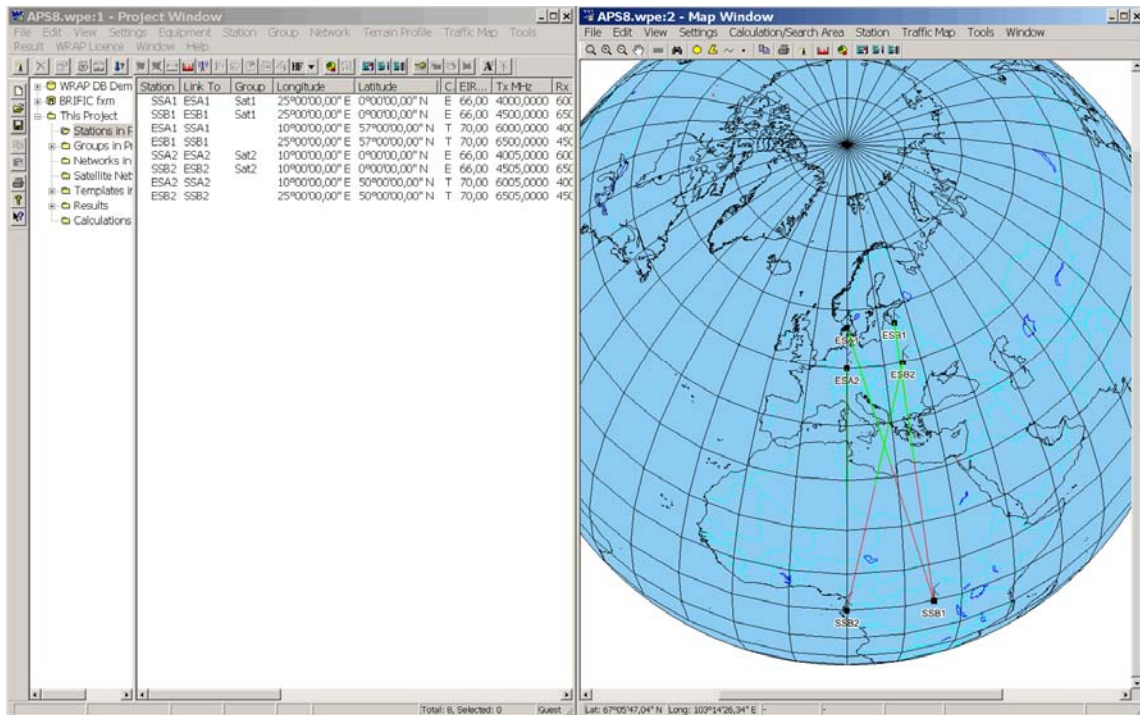 APS8.wpe:1 - Project Window
File Edit View Settings Equipment Station Group Network Terrain Profile Traffic Map Tools
Result WRAP Licence Window Help
HF
WRAP DB Dem
BRIFIC fxm
This Project
Stations in P
Groups in Pr
Networks in
Satellite Net
Templates in
Results
Calculations
Station Link To Group Longitude Latitude C. EIR... Tx MHz Rx
SSA1 ESA1 Sat1 25°00'00,00" E 0°00'00,00" N E 66,00 4000,0000 600
SSB1 ESB1 Sat1 25°00'00,00" E 0°00'00,00" N E 66,00 4500,0000 650
ESA1 SSA1 10°00'00,00" E 57°00'00,00" N T 70,00 6000,0000 400
ESB1 SSB1 25°00'00,00" E 57°00'00,00" N T 70,00 6500,0000 450
SSA2 ESA2 Sat2 10°00'00,00" E 0°00'00,00" N E 66,00 4005,0000 600
SSB2 ESB2 Sat2 10°00'00,00" E 0°00'00,00" N E 66,00 4505,0000 650
ESA2 SSA2 10°00'00,00" E 50°00'00,00" N T 70,00 6005,0000 400
ESB2 SSB2 25°00'00,00" E 50°00'00,00" N T 70,00 6505,0000 450
Total: 8, Selected: 0 Guest
APS8.wpe:2 - Map Window
File Edit View Settings Calculation/Search Area Station Traffic Map Tools Window
ESA1
ESB1
ESA2
ESB2
SSB2
SSB1
Lat: 67°05'47,04" N Long: 103°14'26,34" E